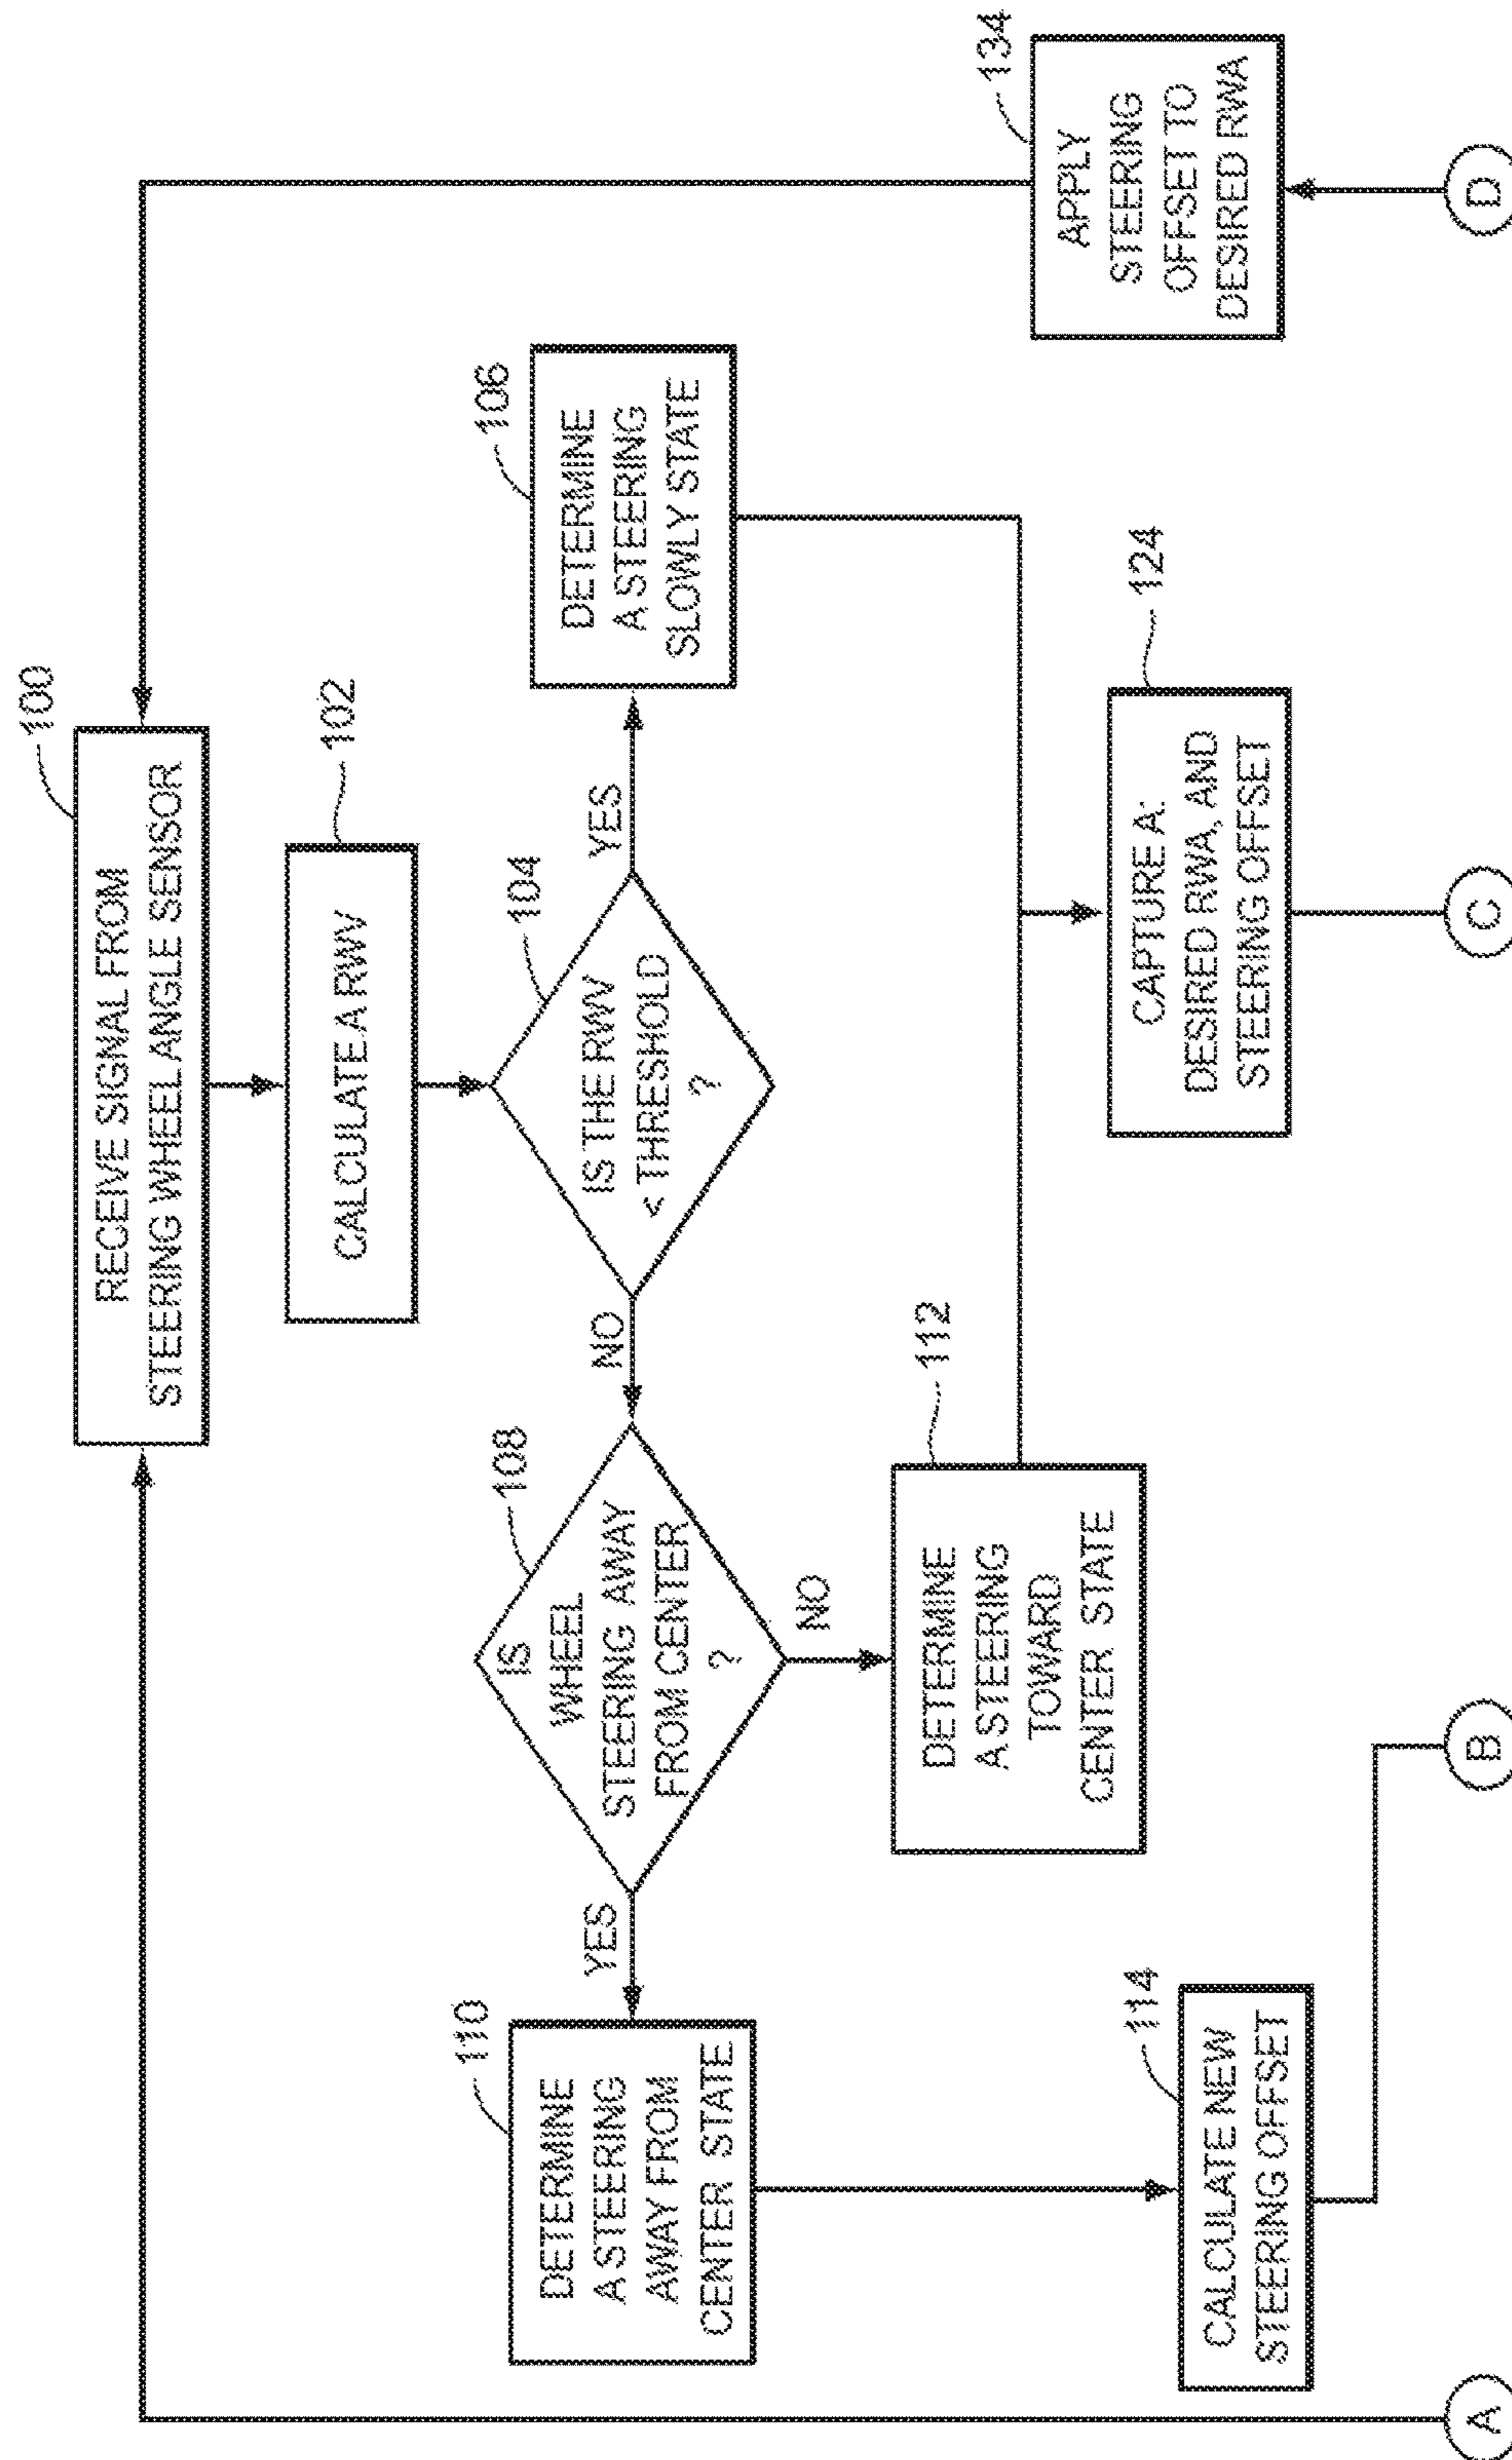 100
RECEIVE SIGNAL FROM
STEERING WHEEL ANGLE SENSOR
102
CALCULATE A RWV
104
IS THE RWV
< THRESHOLD
?
YES
NO
106
DETERMINE
A STEERING
SLOWLY STATE
108
IS
WHEEL
STEERING AWAY
FROM CENTER
?
YES
NO
110
DETERMINE
A STEERING
AWAY FROM
CENTER STATE
112
DETERMINE
A STEERING
TOWARD
CENTER STATE
114
CALCULATE NEW
STEERING OFFSET
124
CAPTURE A:
DESIRED RWA, AND
STEERING OFFSET
134
APPLY
STEERING
OFFSET TO
DESIRED RWA
A
B
C
D